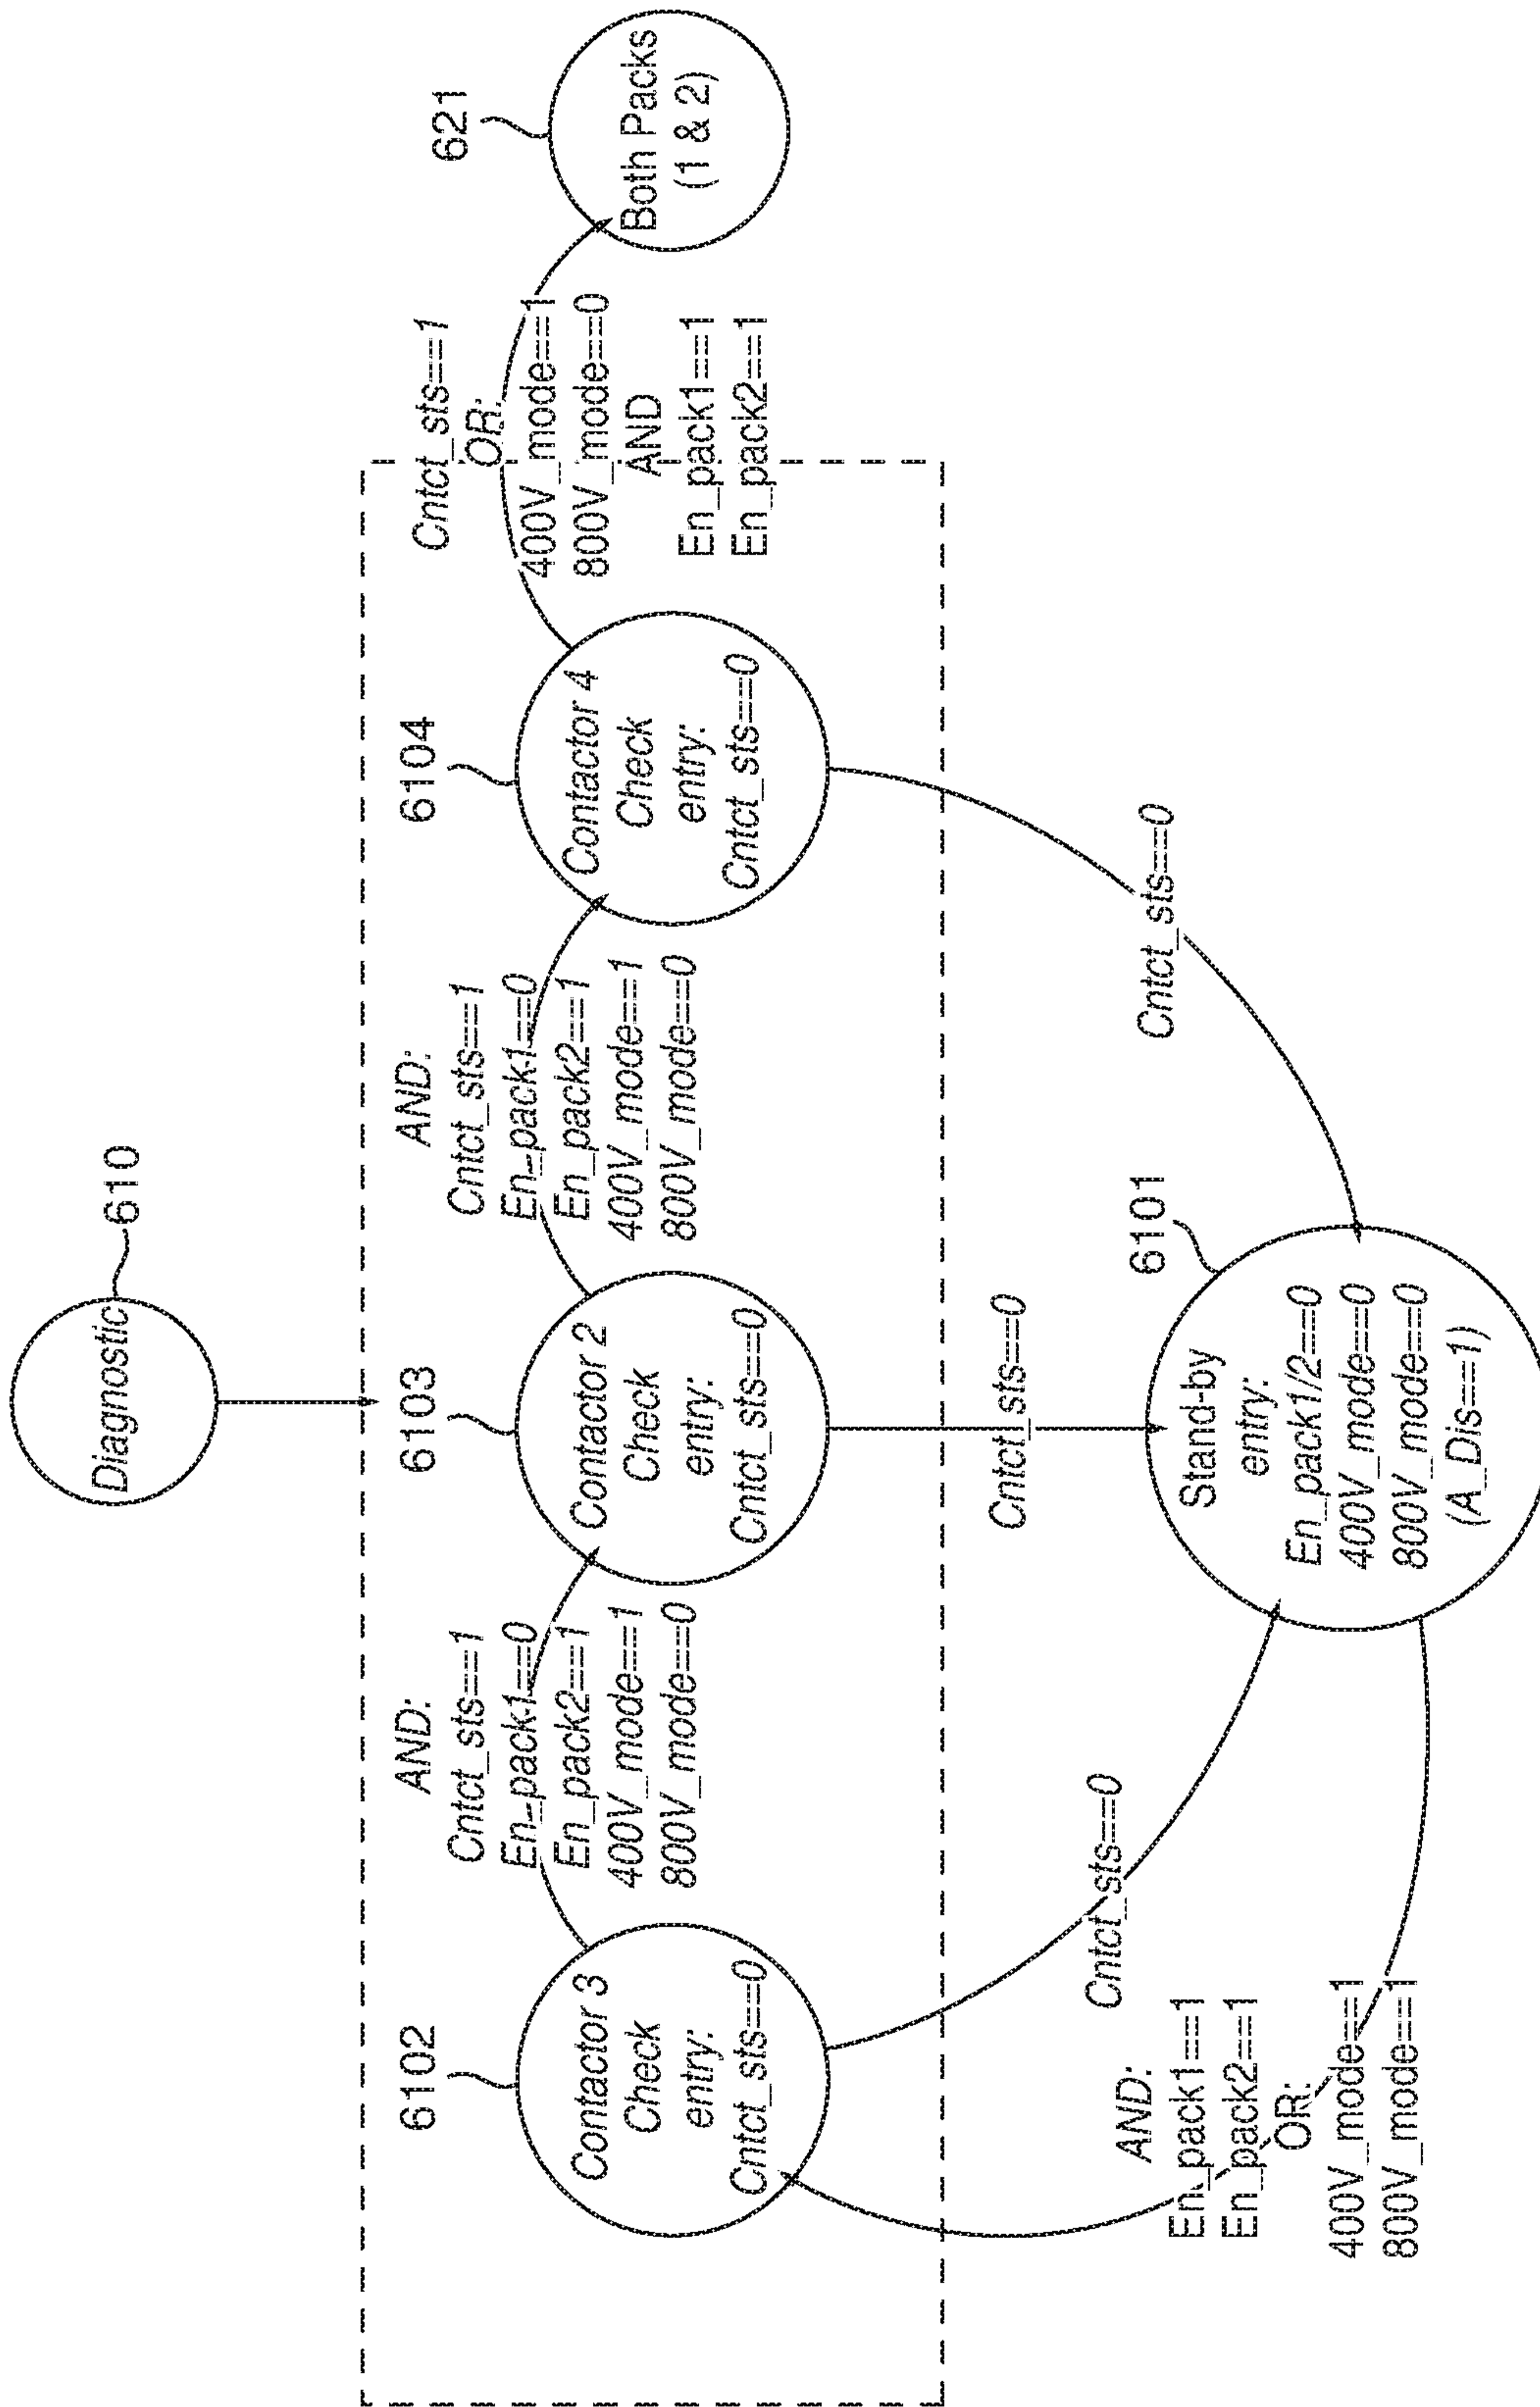 Diagnostic
610
6102
Contactor 3
Check
entry:
Cntct_sts==0
AND:
Cntct_sts==1
En_pack1==0
En_pack2==1
400V_mode==1
800V_mode==0
6103
Contactor 2
Check
entry:
Cntct_sts==0
AND:
Cntct_sts==1
En_pack1==0
En_pack2==1
400V_mode==1
800V_mode==0
6104
Contactor 4
Check
entry:
Cntct_sts==0
Cntct_sts==1
OR:
400V_mode==1
800V_mode==0
AND
En_pack1==1
En_pack2==1
621
Both Packs
(1 & 2)
Cntct_sts==0
Cntct_sts==0
Cntct_sts==0
AND:
En_pack1==1
En_pack2==1
OR:
400V_mode==1
800V_mode==1
6101
Stand-by
entry:
En_pack1/2==0
400V_mode==0
800V_mode==0
(A_Dis==1)